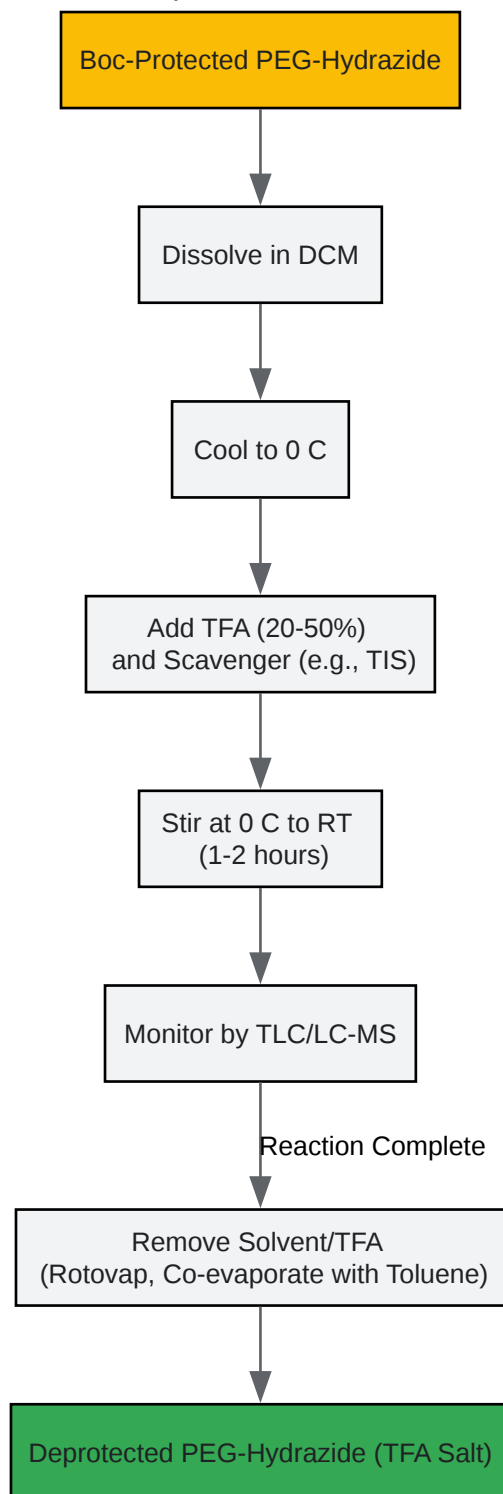 Boc-Protected PEG-Hydrazide
Dissolve in DCM
Cool to 0 C
Add TFA (20-50%)
and Scavenger (e.g., TIS)
Stir at 0 C to RT
(1-2 hours)
Monitor by TLC/LC-MS
Reaction Complete
Remove Solvent/TFA
(Rotovap, Co-evaporate with Toluene)
Deprotected PEG-Hydrazide (TFA Salt)